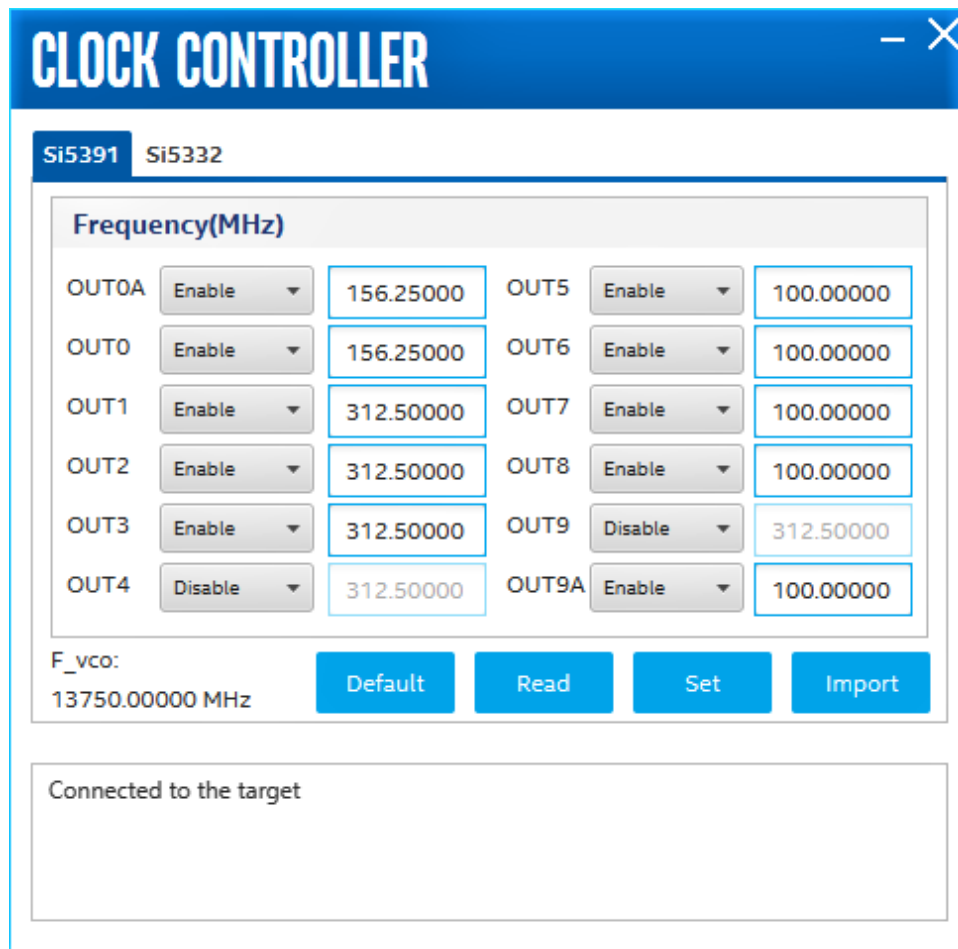 CLOCK CONTROLLER
Si5391 Si5332
Frequency(MHz)
OUT0A Enable 156.25000 OUT5 Enable 100.00000
OUT0 Enable 156.25000 OUT6 Enable 100.00000
OUT1 Enable 312.50000 OUT7 Enable 100.00000
OUT2 Enable 312.50000 OUT8 Enable 100.00000
OUT3 Enable 312.50000 OUT9 Disable 312.50000
OUT4 Disable 312.50000 OUT9A Enable 100.00000
F_vco:
13750.00000 MHz
Default Read Set Import
Connected to the target